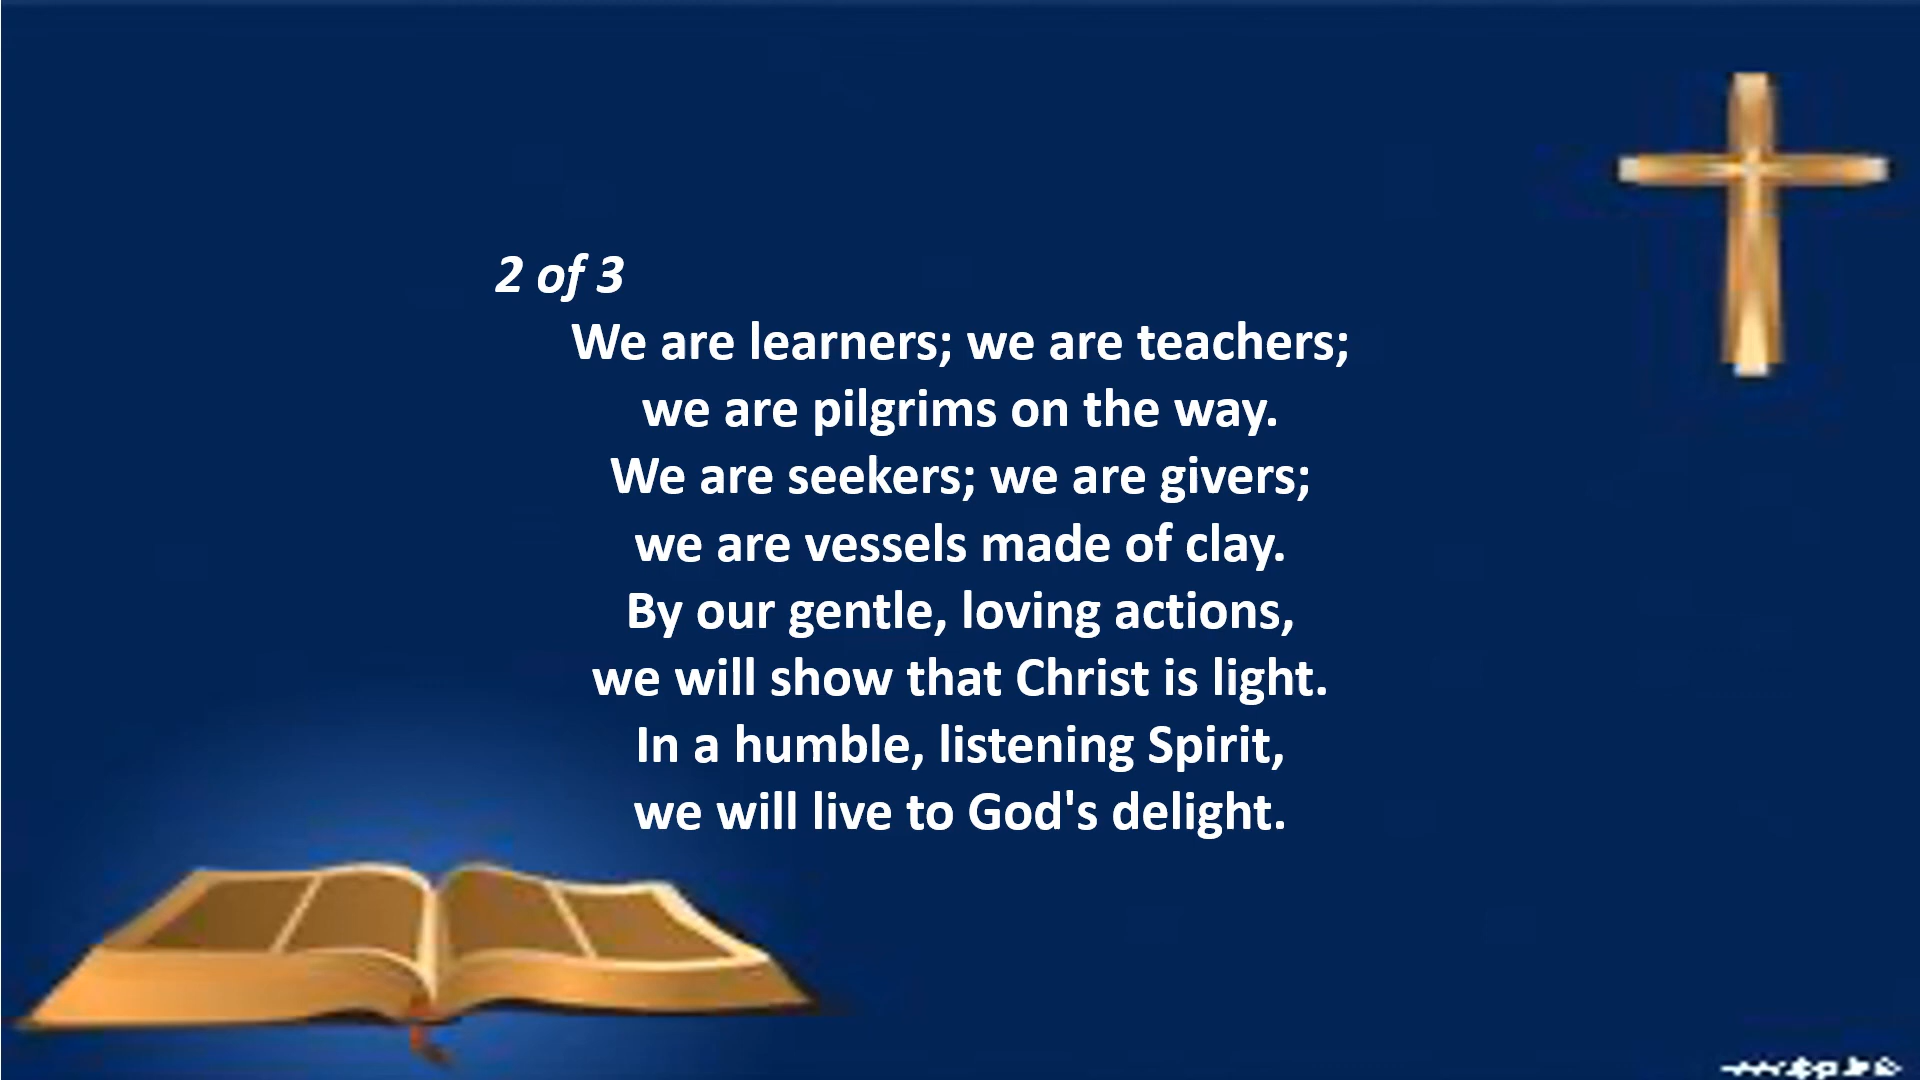 2 of 3
We are learners; we are teachers;
we are pilgrims on the way.
We are seekers; we are givers;
we are vessels made of clay.
By our gentle, loving actions,
we will show that Christ is light.
In a humble, listening Spirit,
we will live to God's delight.